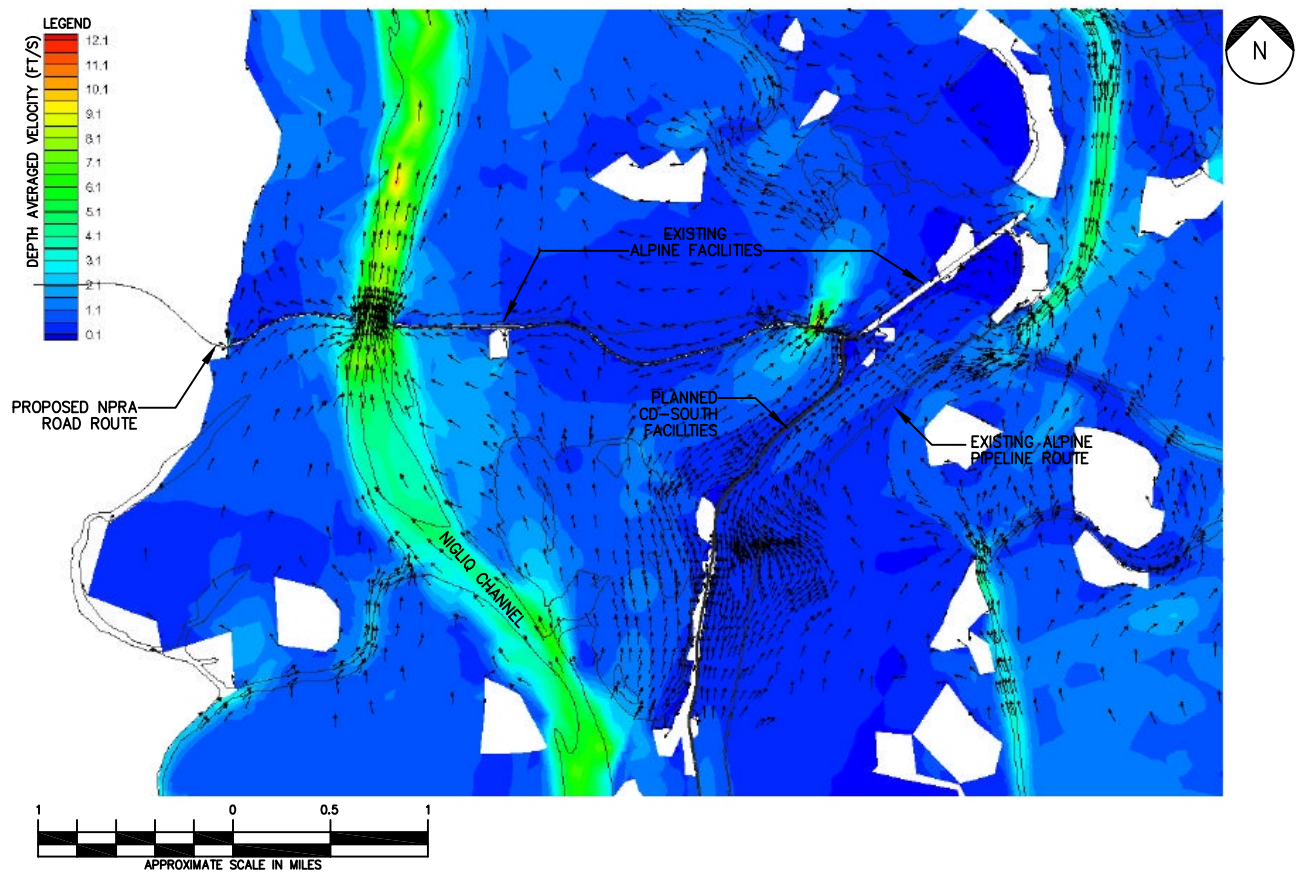 LEGEND
DEPTH AVERAGED VELOCITY (FT/S)
12.1
11.1
10.1
9.1
8.1
7.1
6.1
5.1
4.1
3.1
2.1
1.1
0.1
N
EXISTING
ALPINE FACILITIES
PROPOSED NPRA
ROAD ROUTE
PLANNED
CD-SOUTH
FACILITIES
EXISTING ALPINE
PIPELINE ROUTE
NIGLIQ CHANNEL
1 0 0.5 1
APPROXIMATE SCALE IN MILES